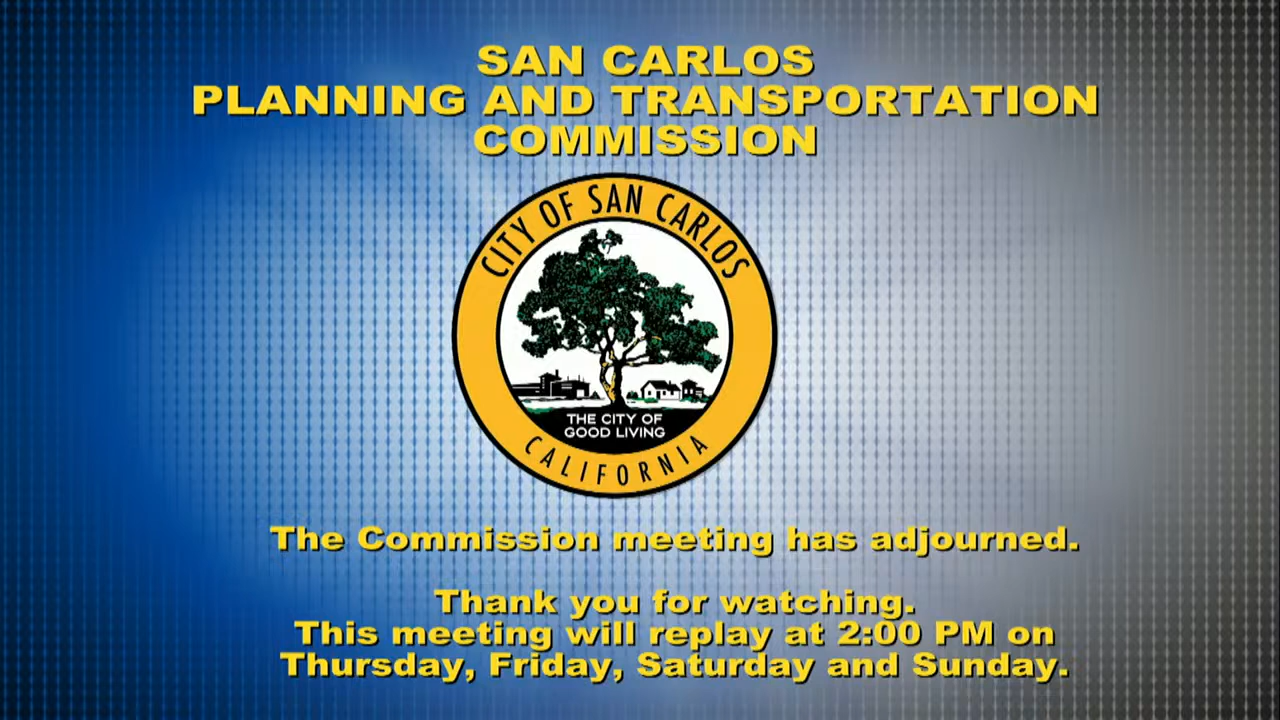 SAN CARLOS
PLANNING AND TRANSPORTATION
COMMISSION
CITY OF SAN CARLOS
THE CITY OF
GOOD LIVING
CALIFORNIA
The Commission meeting has adjourned.
Thank you for watching.
This meeting will replay at 2:00 PM on
Thursday, Friday, Saturday and Sunday.